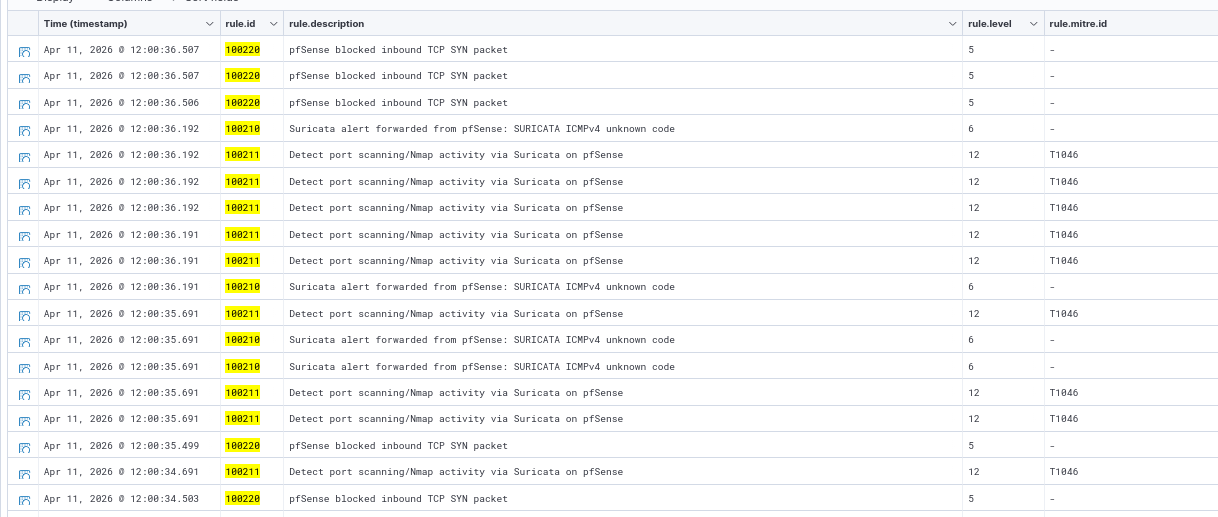 Time (timestamp) rule.id rule.description rule.level rule.mitre.id
Apr 11, 2026 @ 12:00:36.507 100220 pfSense blocked inbound TCP SYN packet 5 -
Apr 11, 2026 @ 12:00:36.507 100220 pfSense blocked inbound TCP SYN packet 5 -
Apr 11, 2026 @ 12:00:36.506 100220 pfSense blocked inbound TCP SYN packet 5 -
Apr 11, 2026 @ 12:00:36.192 100210 Suricata alert forwarded from pfSense: SURICATA ICMPv4 unknown code 6 -
Apr 11, 2026 @ 12:00:36.192 100211 Detect port scanning/Nmap activity via Suricata on pfSense 12 T1046
Apr 11, 2026 @ 12:00:36.192 100211 Detect port scanning/Nmap activity via Suricata on pfSense 12 T1046
Apr 11, 2026 @ 12:00:36.192 100211 Detect port scanning/Nmap activity via Suricata on pfSense 12 T1046
Apr 11, 2026 @ 12:00:36.191 100211 Detect port scanning/Nmap activity via Suricata on pfSense 12 T1046
Apr 11, 2026 @ 12:00:36.191 100211 Detect port scanning/Nmap activity via Suricata on pfSense 12 T1046
Apr 11, 2026 @ 12:00:36.191 100210 Suricata alert forwarded from pfSense: SURICATA ICMPv4 unknown code 6 -
Apr 11, 2026 @ 12:00:35.691 100211 Detect port scanning/Nmap activity via Suricata on pfSense 12 T1046
Apr 11, 2026 @ 12:00:35.691 100210 Suricata alert forwarded from pfSense: SURICATA ICMPv4 unknown code 6 -
Apr 11, 2026 @ 12:00:35.691 100210 Suricata alert forwarded from pfSense: SURICATA ICMPv4 unknown code 6 -
Apr 11, 2026 @ 12:00:35.691 100211 Detect port scanning/Nmap activity via Suricata on pfSense 12 T1046
Apr 11, 2026 @ 12:00:35.691 100211 Detect port scanning/Nmap activity via Suricata on pfSense 12 T1046
Apr 11, 2026 @ 12:00:35.499 100220 pfSense blocked inbound TCP SYN packet 5 -
Apr 11, 2026 @ 12:00:34.691 100211 Detect port scanning/Nmap activity via Suricata on pfSense 12 T1046
Apr 11, 2026 @ 12:00:34.503 100220 pfSense blocked inbound TCP SYN packet 5 -